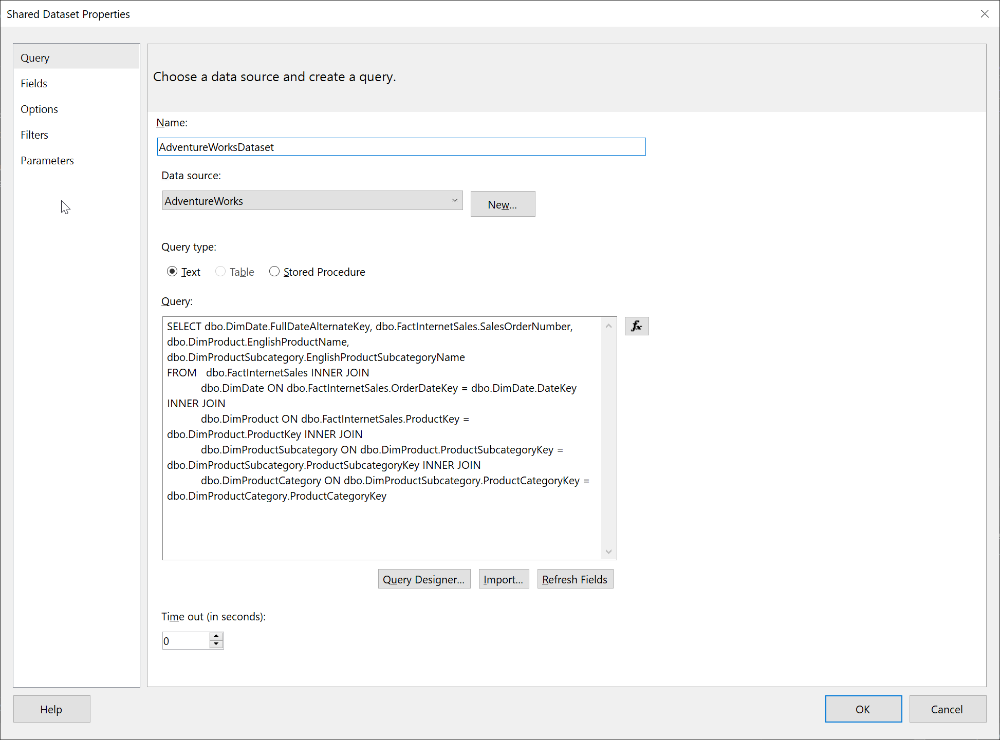 Shared Dataset Properties
Query
Fields
Options
Filters
Parameters
Choose a data source and create a query.
Name:
AdventureWorksDataset
Data source:
AdventureWorks
New...
Query type:
Text
Table
Stored Procedure
Query:
SELECT dbo.DimDate.FullDateAlternateKey, dbo.FactInternetSales.SalesOrderNumber,
dbo.DimProduct.EnglishProductName,
dbo.DimProductSubcategory.EnglishProductSubcategoryName
FROM dbo.FactInternetSales INNER JOIN
dbo.DimDate ON dbo.FactInternetSales.OrderDateKey = dbo.DimDate.DateKey
INNER JOIN
dbo.DimProduct ON dbo.FactInternetSales.ProductKey =
dbo.DimProduct.ProductKey INNER JOIN
dbo.DimProductSubcategory ON dbo.DimProduct.ProductSubcategoryKey =
dbo.DimProductSubcategory.ProductSubcategoryKey INNER JOIN
dbo.DimProductCategory ON dbo.DimProductSubcategory.ProductCategoryKey =
dbo.DimProductCategory.ProductCategoryKey
fx
Query Designer...
Import...
Refresh Fields
Time out (in seconds):
0
Help
OK
Cancel